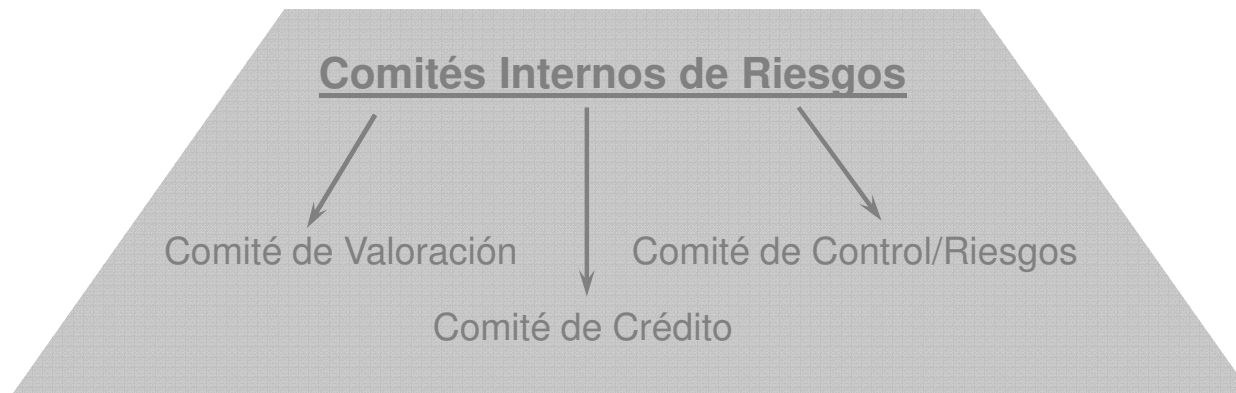 Comités Internos de Riesgos
Comité de Valoración
Comité de Control/Riesgos
Comité de Crédito